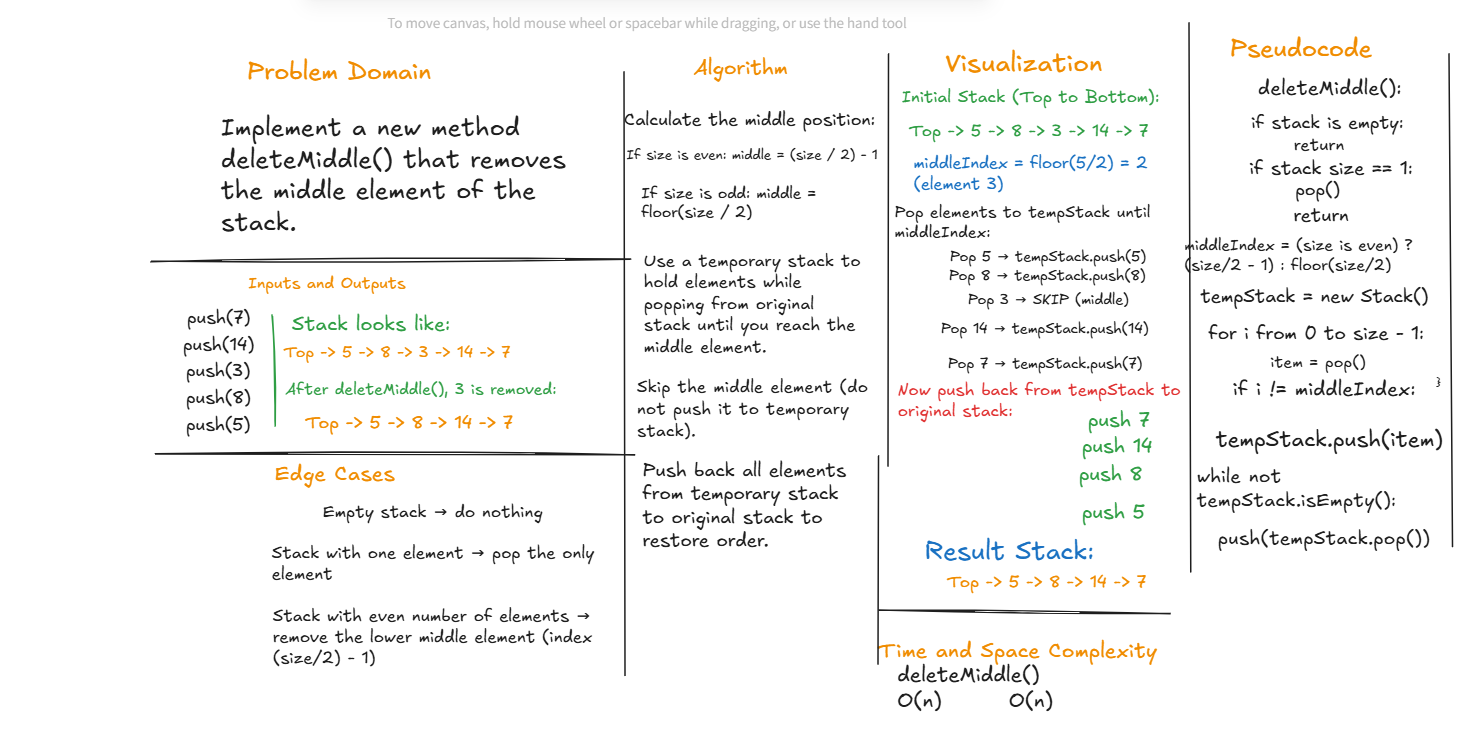 To move canvas, hold mouse wheel or spacebar while dragging, or use the hand tool
Problem Domain
Implement a new method
deleteMiddle() that removes
the middle element of the
stack.
Inputs and Outputs
push(7)
push(14)
push(3)
push(8)
push(5)
Stack looks like:
Top -> 5 -> 8 -> 3 -> 14 -> 7
After deleteMiddle(), 3 is removed:
Top -> 5 -> 8 -> 14 -> 7
Edge Cases
Empty stack → do nothing
Stack with one element → pop the only
element
Stack with even number of elements →
remove the lower middle element (index
(size/2) - 1)
Algorithm
Calculate the middle position:
If size is even: middle = (size / 2) - 1
If size is odd: middle =
floor(size / 2)
Use a temporary stack to
hold elements while
popping from original
stack until you reach the
middle element.
Skip the middle element (do
not push it to temporary
stack).
Push back all elements
from temporary stack
to original stack to
restore order.
Visualization
Initial Stack (Top to Bottom):
Top -> 5 -> 8 -> 3 -> 14 -> 7
middleIndex = floor(5/2) = 2
(element 3)
Pop elements to tempStack until
middleIndex:
Pop 5 → tempStack.push(5)
Pop 8 → tempStack.push(8)
Pop 3 → SKIP (middle)
Pop 14 → tempStack.push(14)
Pop 7 → tempStack.push(7)
Now push back from tempStack to
original stack:
push 7
push 14
push 8
push 5
Result Stack:
Top -> 5 -> 8 -> 14 -> 7
Time and Space Complexity
deleteMiddle()
O(n) O(n)
Pseudocode
deleteMiddle():
if stack is empty:
return
if stack size == 1:
pop()
return
middleIndex = (size is even) ?
(size/2 - 1) : floor(size/2)
tempStack = new Stack()
for i from 0 to size - 1:
item = pop()
if i != middleIndex: }
tempStack.push(item)
while not
tempStack.isEmpty():
push(tempStack.pop())